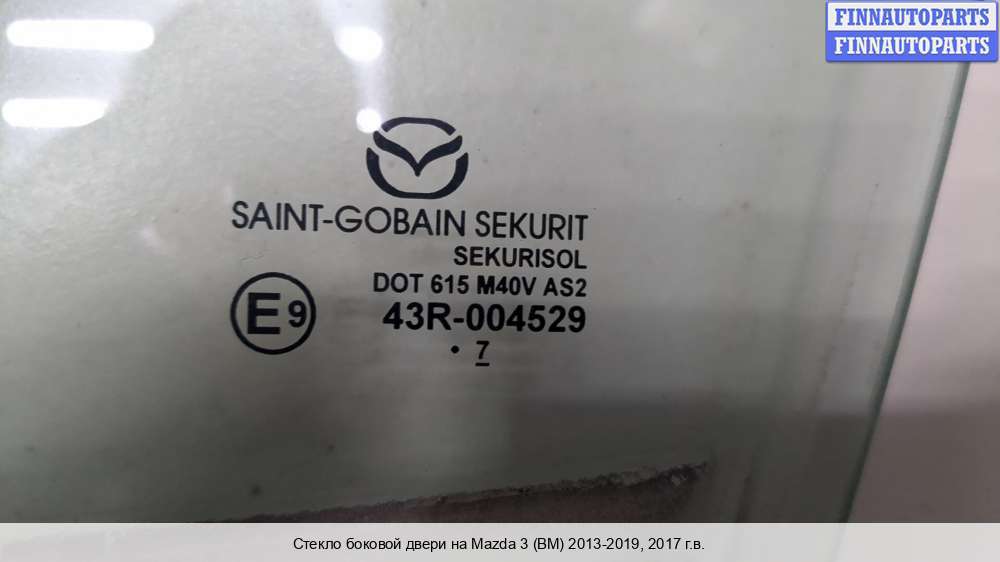 FINNAUTOPARTS
FINNAUTOPARTS
SAINT-GOBAIN SEKURIT
SEKURISOL
DOT 615 M40V AS2
E9
43R-004529
• 7
Стекло боковой двери на Mazda 3 (BM) 2013-2019, 2017 г.в.